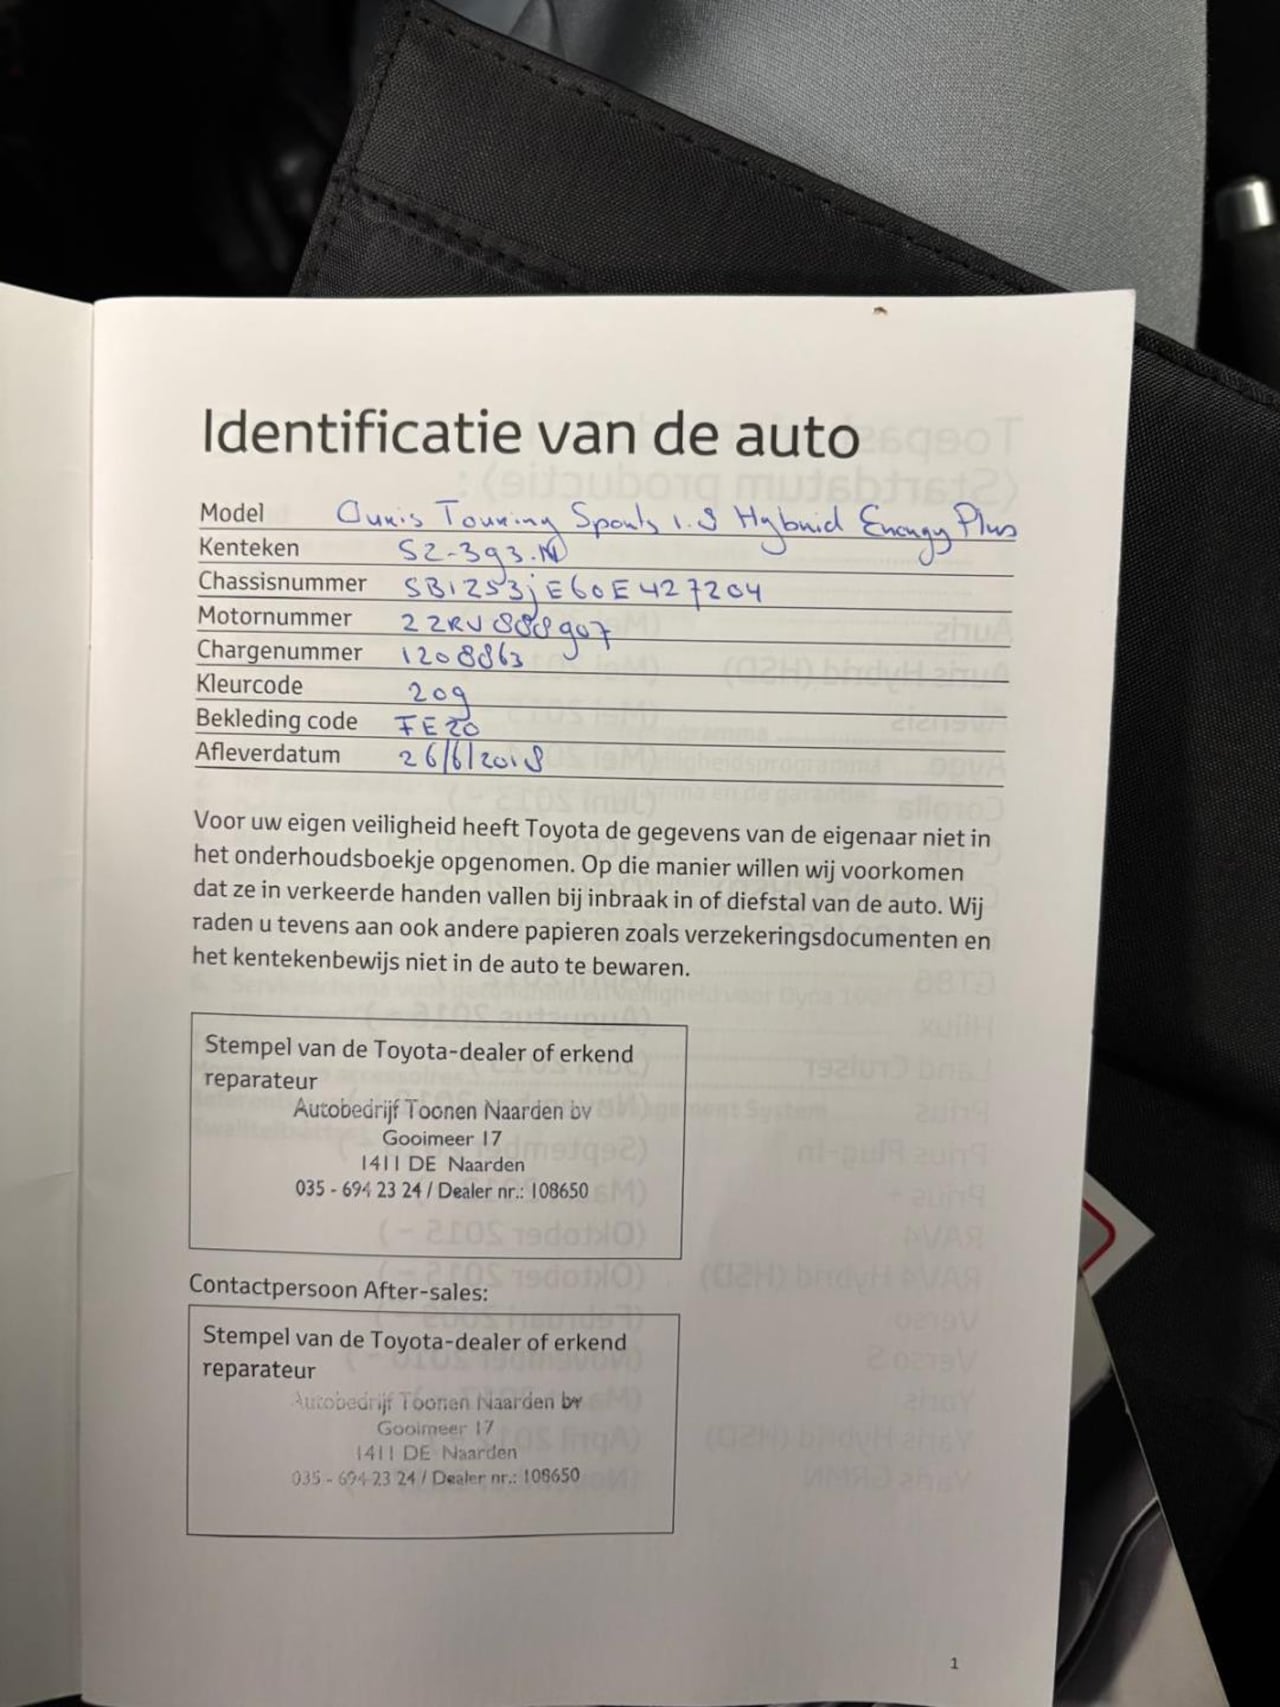 Identificatie van de auto
Model Auris Touring Sports 1.8 Hybrid Energy Plus
Kenteken SZ-393-N
Chassisnummer SB1ZS3jE60E427204
Motornummer 2ZRV888907
Chargenummer 1208863
Kleurcode 209
Bekleding code FE20
Afleverdatum 26/6/2018
Voor uw eigen veiligheid heeft Toyota de gegevens van de eigenaar niet in
het onderhoudsboekje opgenomen. Op die manier willen wij voorkomen
dat ze in verkeerde handen vallen bij inbraak in of diefstal van de auto. Wij
raden u tevens aan ook andere papieren zoals verzekeringsdocumenten en
het kentekenbewijs niet in de auto te bewaren.
Stempel van de Toyota-dealer of erkend
reparateur
Autobedrijf Toonen Naarden bv
Gooimeer 17
1411 DE Naarden
035 - 694 23 24 / Dealer nr.: 108650
Contactpersoon After-sales:
Stempel van de Toyota-dealer of erkend
reparateur
Autobedrijf Toonen Naarden bv
Gooimeer 17
1411 DE Naarden
035 - 694 23 24 / Dealer nr.: 108650
1